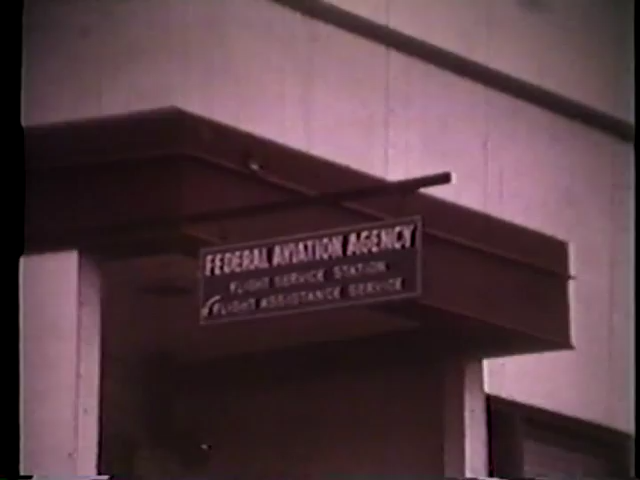 FEDERAL AVIATION AGENCY
FLIGHT SERVICE STATION
FLIGHT ASSISTANCE SERVICE